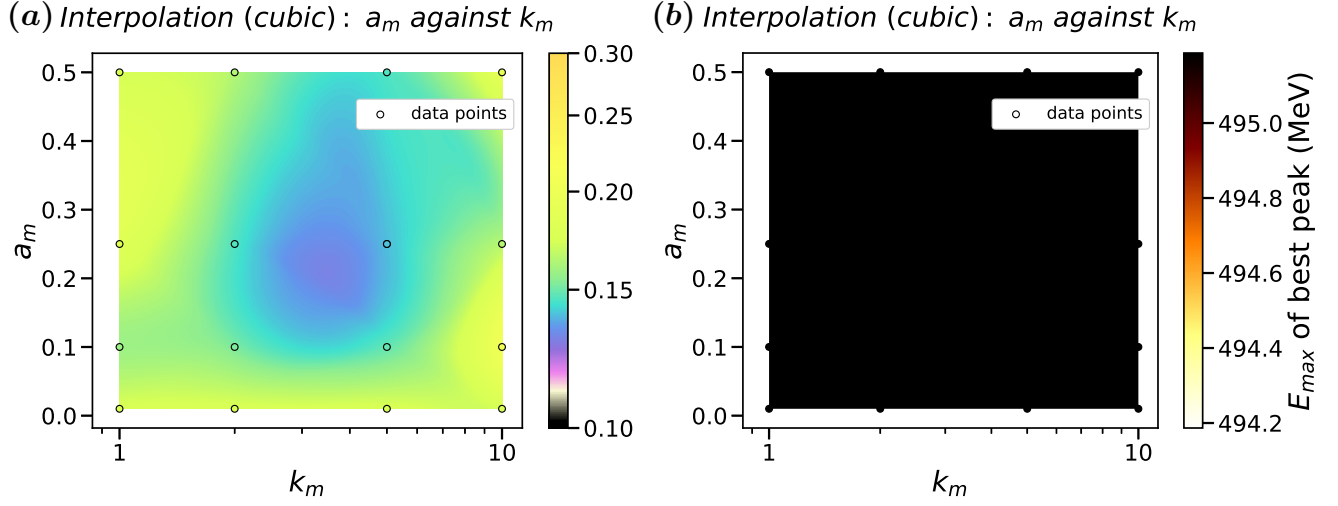 (a) Interpolation (cubic) : a_m against k_m
0.5
0.4
0.3
0.2
0.1
0.0
a_m
data points
1
10
k_m
0.30
0.25
0.20
0.15
0.10
(b) Interpolation (cubic) : a_m against k_m
0.5
0.4
0.3
0.2
0.1
0.0
a_m
data points
1
10
k_m
495.0
494.8
494.6
494.4
494.2
E_max of best peak (MeV)